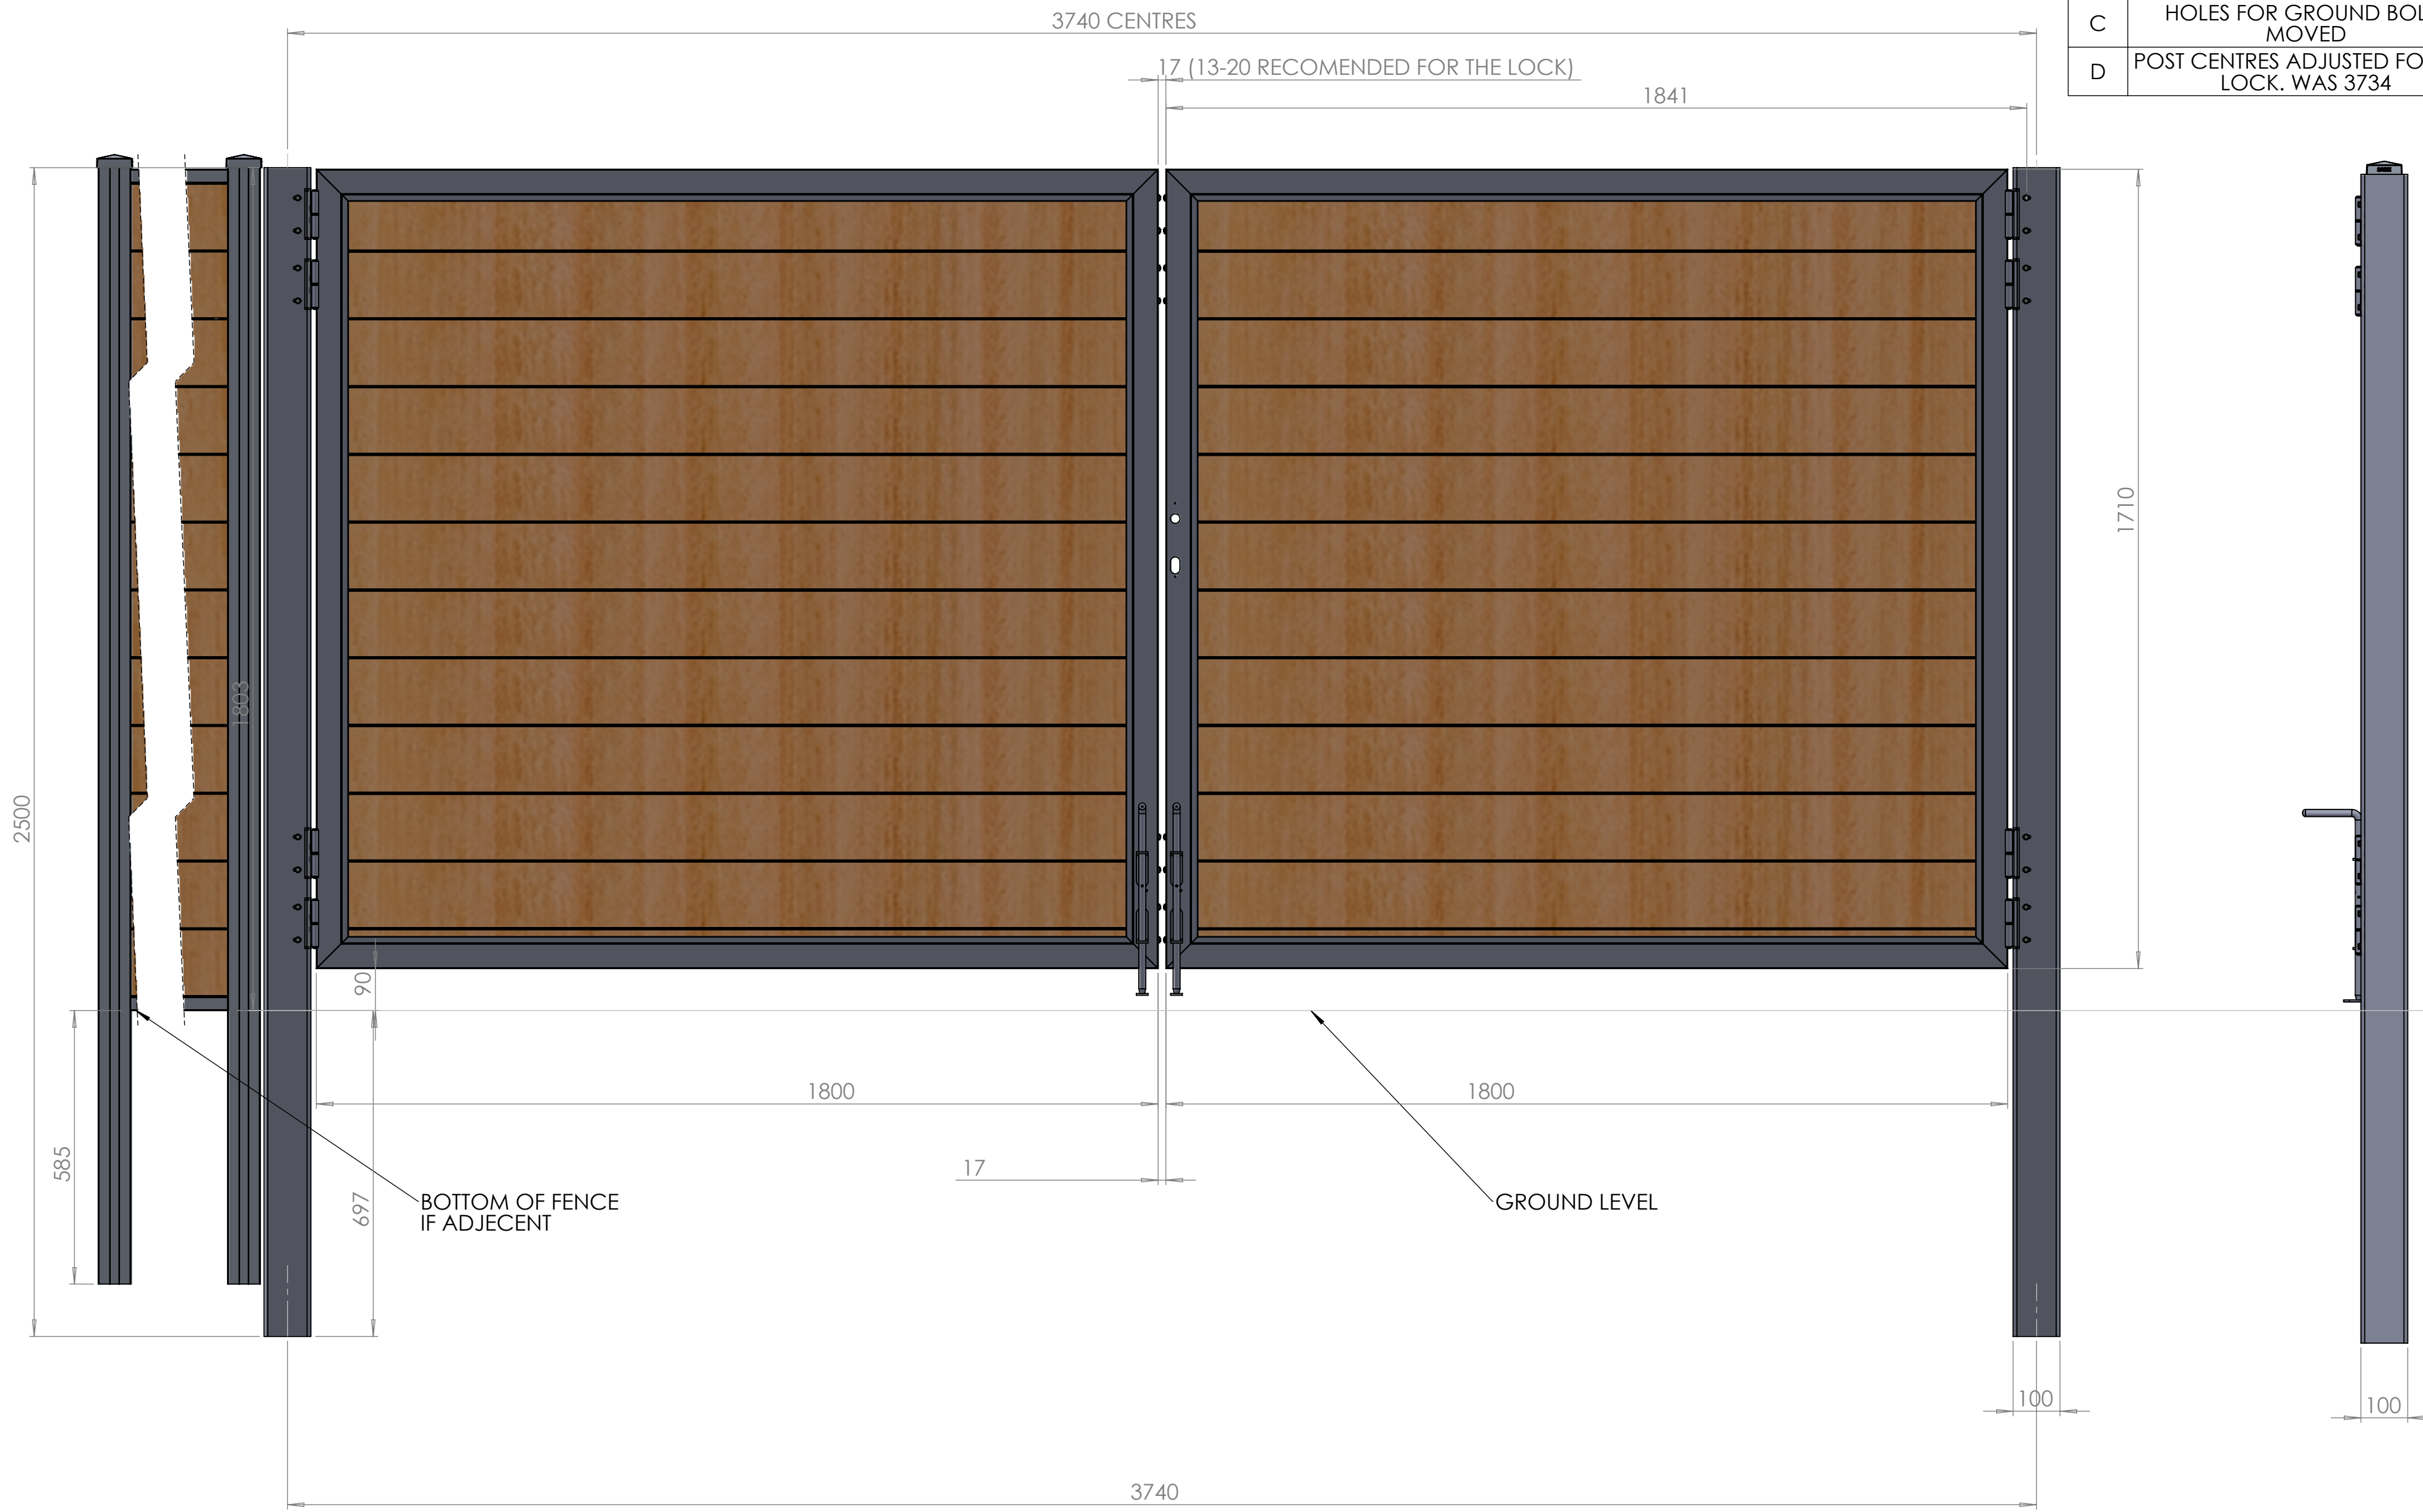 3740 CENTRES
C
HOLES FOR GROUND BOL
MOVED
17 (13-20 RECOMENDED FOR THE LOCK)
D
POST CENTRES ADJUSTED FO
LOCK. WAS 3734
1841
1710
1803
2500
90
1800
1800
585
17
697
BOTTOM OF FENCE
IF ADJECENT
GROUND LEVEL
100
100
3740